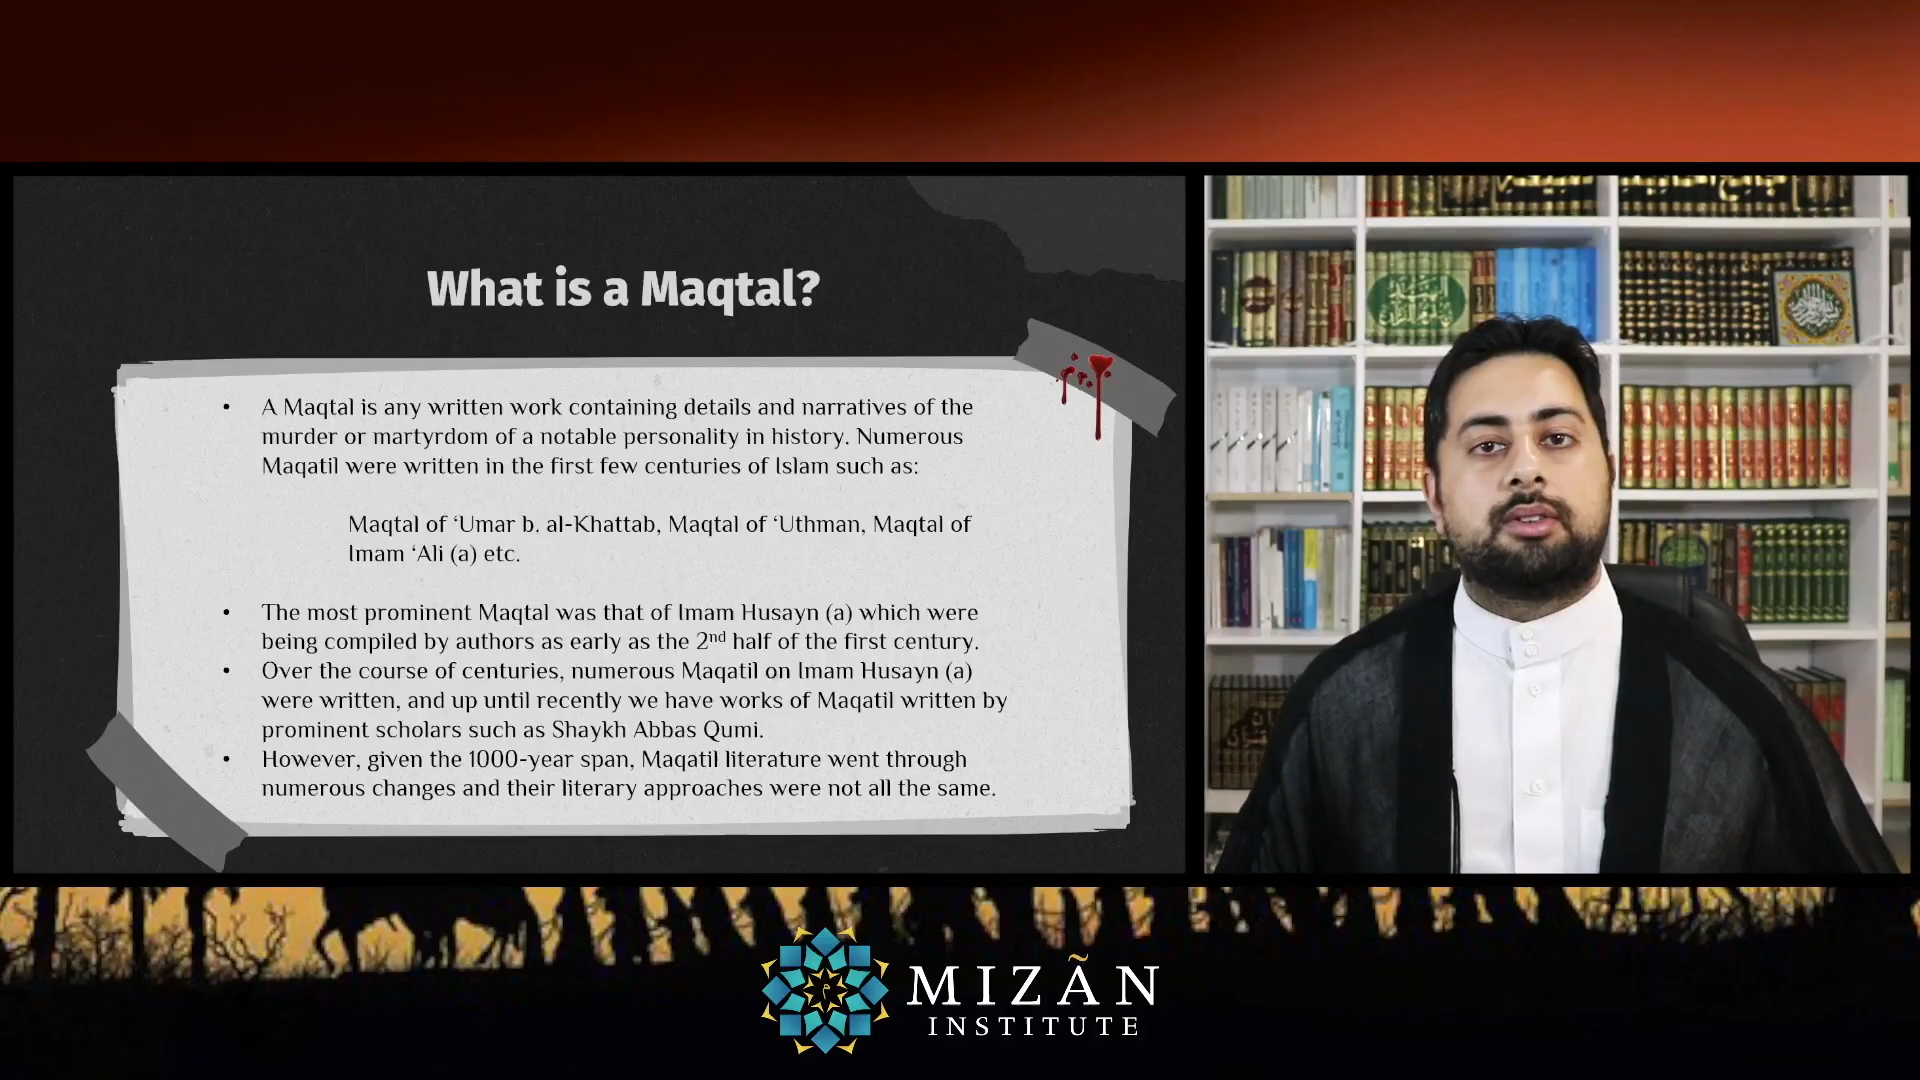 What is a Maqtal?
• A Maqtal is any written work containing details and narratives of the
murder or martyrdom of a notable personality in history. Numerous
Maqatil were written in the first few centuries of Islam such as:
Maqtal of ‘Umar b. al-Khattab, Maqtal of ‘Uthman, Maqtal of
Imam ‘Ali (a) etc.
• The most prominent Maqtal was that of Imam Husayn (a) which were
being compiled by authors as early as the 2nd half of the first century.
• Over the course of centuries, numerous Maqatil on Imam Husayn (a)
were written, and up until recently we have works of Maqatil written by
prominent scholars such as Shaykh Abbas Qumi.
• However, given the 1000-year span, Maqatil literature went through
numerous changes and their literary approaches were not all the same.
MIZÃN
INSTITUTE